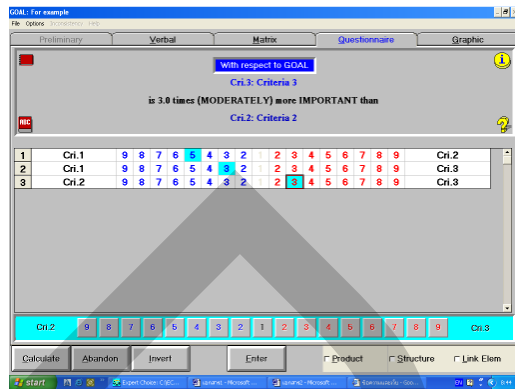 GOAL: For example
File Options Inconsistency Help
Preliminary Verbal Matrix Questionnaire Graphic
With respect to GOAL
Cri.3: Criteria 3
is 3.0 times (MODERATELY) more IMPORTANT than
ABC Cri.2: Criteria 2
1 Cri.1 9 8 7 6 5 4 3 2 1 2 3 4 5 6 7 8 9 Cri.2
2 Cri.1 9 8 7 6 5 4 3 2 1 2 3 4 5 6 7 8 9 Cri.3
3 Cri.2 9 8 7 6 5 4 3 2 1 2 3 4 5 6 7 8 9 Cri.3
Cri.2 9 8 7 6 5 4 3 2 1 2 3 4 5 6 7 8 9 Cri.3
Calculate Abandon Invert Enter Product Structure Link Elem
start Expert Choice: C:\EC... - Microsoft ... - Microsoft ... EN